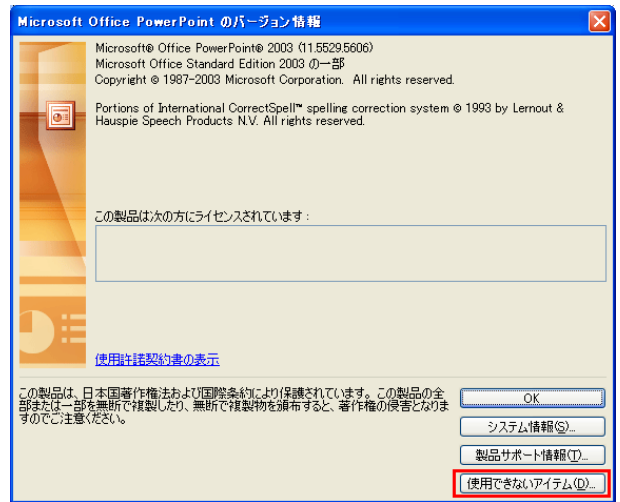 Microsoft Office PowerPoint のバージョン情報
Microsoft® Office PowerPoint® 2003 (11.5529.5606)
Microsoft Office Standard Edition 2003 の一部
Copyright © 1987-2003 Microsoft Corporation. All rights reserved.
Portions of International CorrectSpell™ spelling correction system © 1993 by Lernout &
Hauspie Speech Products N.V. All rights reserved.
この製品は次の方にライセンスされています:
使用許諾契約書の表示
この製品は、日本国著作権法および国際条約により保護されています。この製品の全
部または一部を無断で複製したり、無断で複製物を頒布すると、著作権の侵害となりま
すのでご注意ください。
OK
システム情報(S)...
製品サポート情報(T)...
使用できないアイテム(D)...